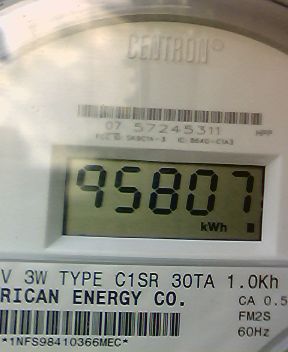 CENTRON®
07 57245311
HPP
95807
kWh
V 3W TYPE C1SR 30TA 1.0Kh
RICAN ENERGY CO.
CA 0.5
FM2S
60Hz
*1NFS98410366MEC*